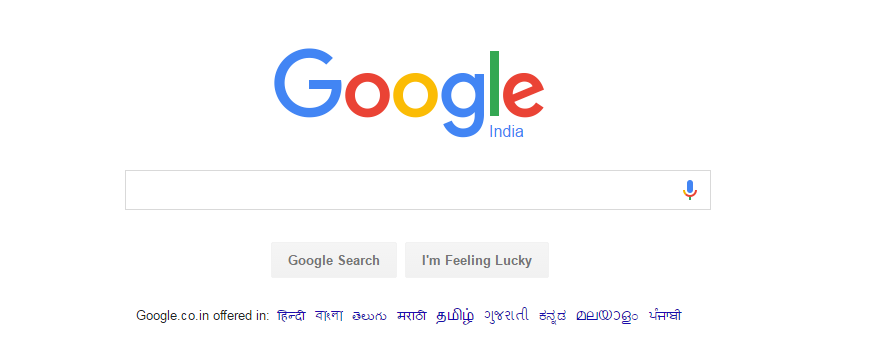 Google
India
Google Search I'm Feeling Lucky
Google.co.in offered in: हिन्दी বাংলা తెలుగు मराठी தமிழ் ગુજરાતી ಕನ್ನಡ മലയാളം ਪੰਜਾਬੀ